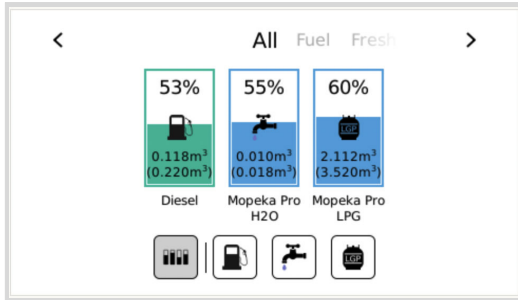 All Fuel Fresh
53% 55% 60%
LGP
0.118m³ 0.010m³ 2.112m³
(0.220m³) (0.018m³) (3.520m³)
Diesel Mopeka Pro Mopeka Pro
H2O LPG
LGP